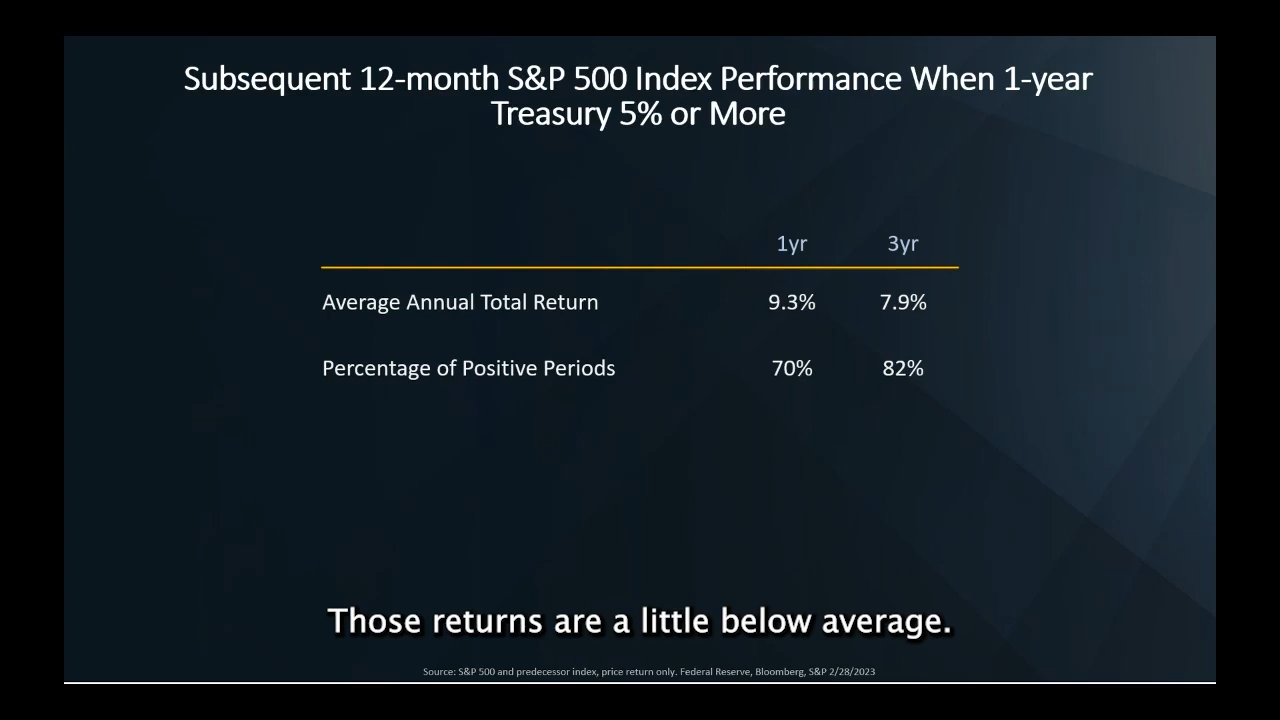 Subsequent 12-month S&P 500 Index Performance When 1-year
Treasury 5% or More
1yr 3yr
Average Annual Total Return 9.3% 7.9%
Percentage of Positive Periods 70% 82%
Those returns are a little below average.
Source: S&P 500 and predecessor index, price return only. Federal Reserve, Bloomberg, S&P 2/28/2023